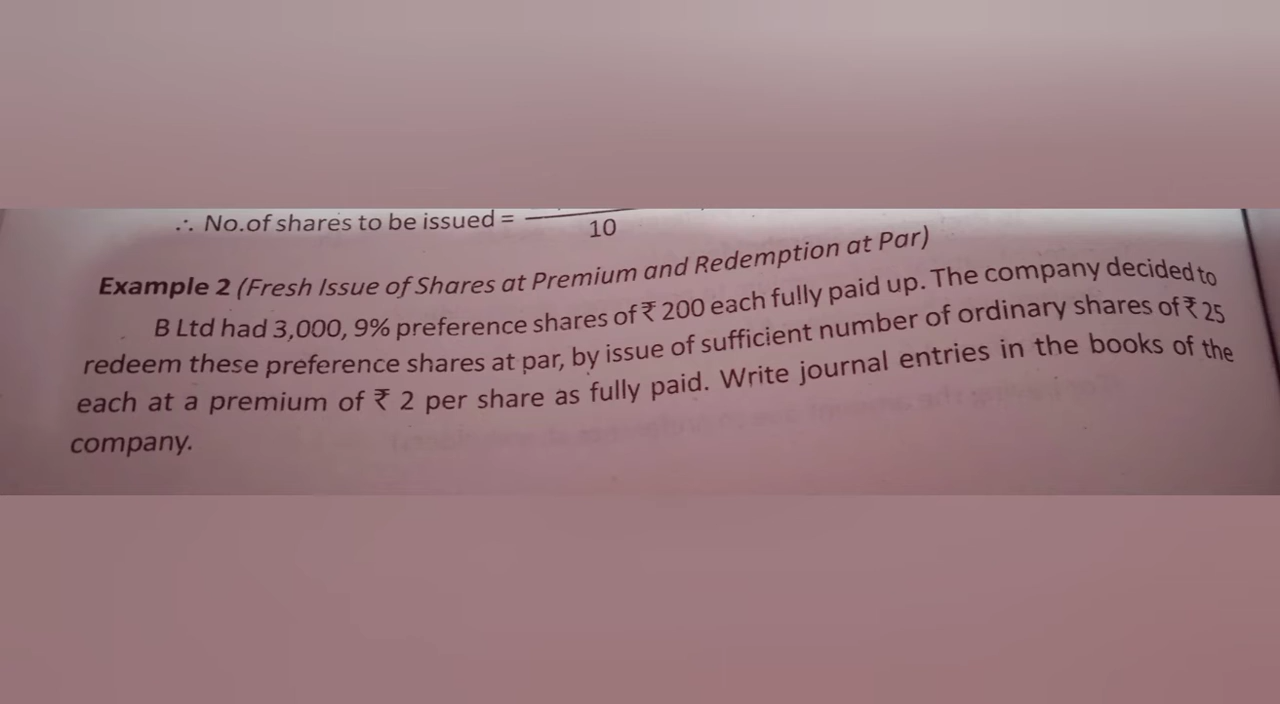 ∴ No.of shares to be issued =
10
Example 2 (Fresh Issue of Shares at Premium and Redemption at Par)
B Ltd had 3,000, 9% preference shares of ₹ 200 each fully paid up. The company decided to
redeem these preference shares at par, by issue of sufficient number of ordinary shares of ₹ 25
each at a premium of ₹ 2 per share as fully paid. Write journal entries in the books of the
company.